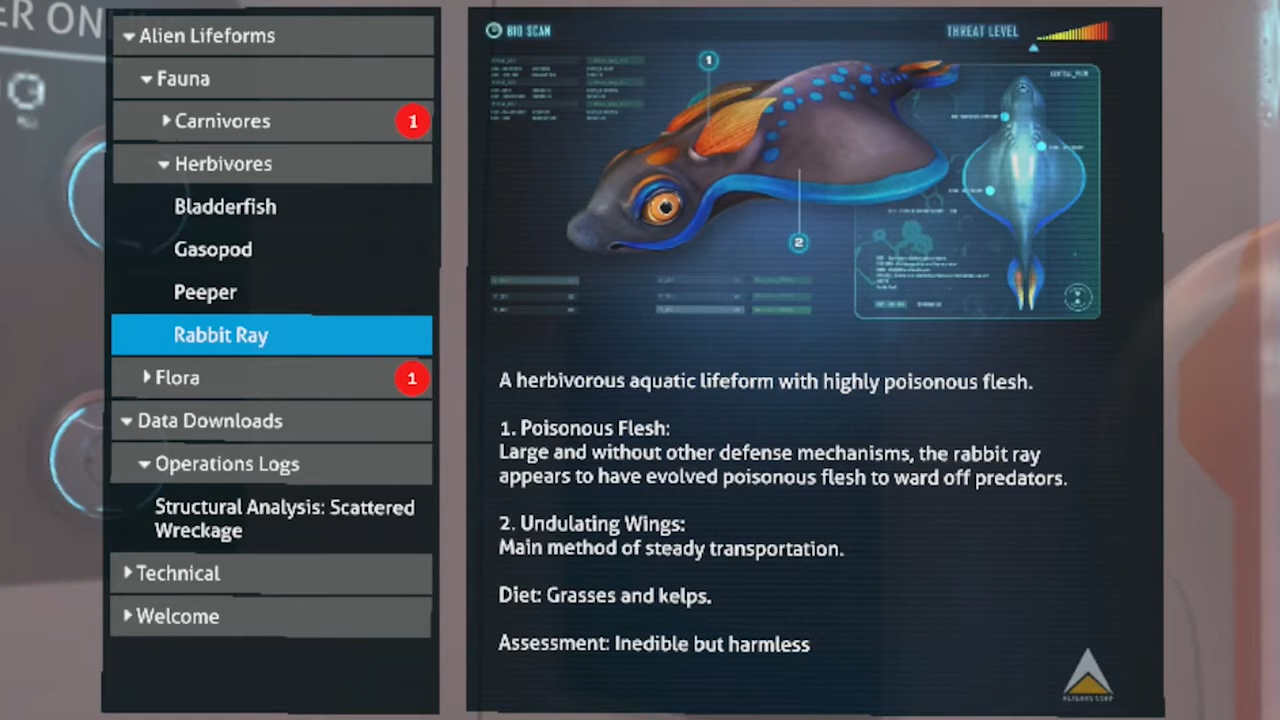 ER ON
Alien Lifeforms
Fauna
Carnivores
1
Herbivores
Bladderfish
Gasopod
Peeper
Rabbit Ray
Flora
1
Data Downloads
Operations Logs
Structural Analysis: Scattered
Wreckage
Technical
Welcome
BIO SCAN
THREAT LEVEL
1
2
A herbivorous aquatic lifeform with highly poisonous flesh.
1. Poisonous Flesh:
Large and without other defense mechanisms, the rabbit ray
appears to have evolved poisonous flesh to ward off predators.
2. Undulating Wings:
Main method of steady transportation.
Diet: Grasses and kelps.
Assessment: Inedible but harmless